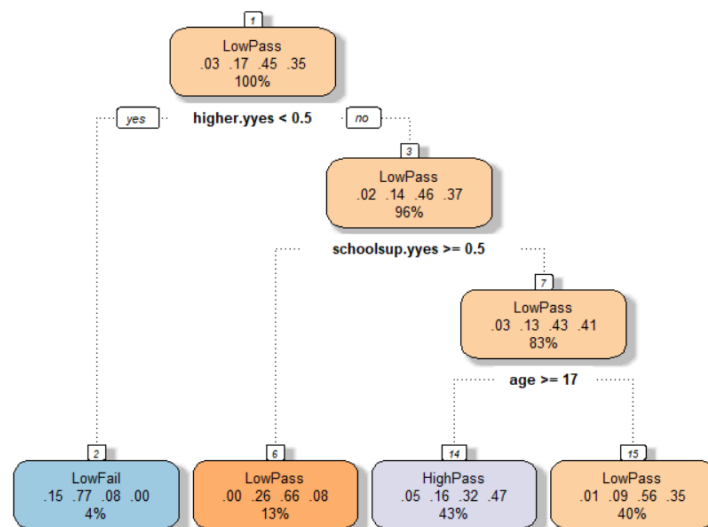 1
LowPass
.03 .17 .45 .35
100%
yes
higher.yyes < 0.5
no
3
LowPass
.02 .14 .46 .37
96%
schoolsup.yyes >= 0.5
7
LowPass
.03 .13 .43 .41
83%
age >= 17
2
LowFail
.15 .77 .08 .00
4%
6
LowPass
.00 .26 .66 .08
13%
14
HighPass
.05 .16 .32 .47
43%
15
LowPass
.01 .09 .56 .35
40%